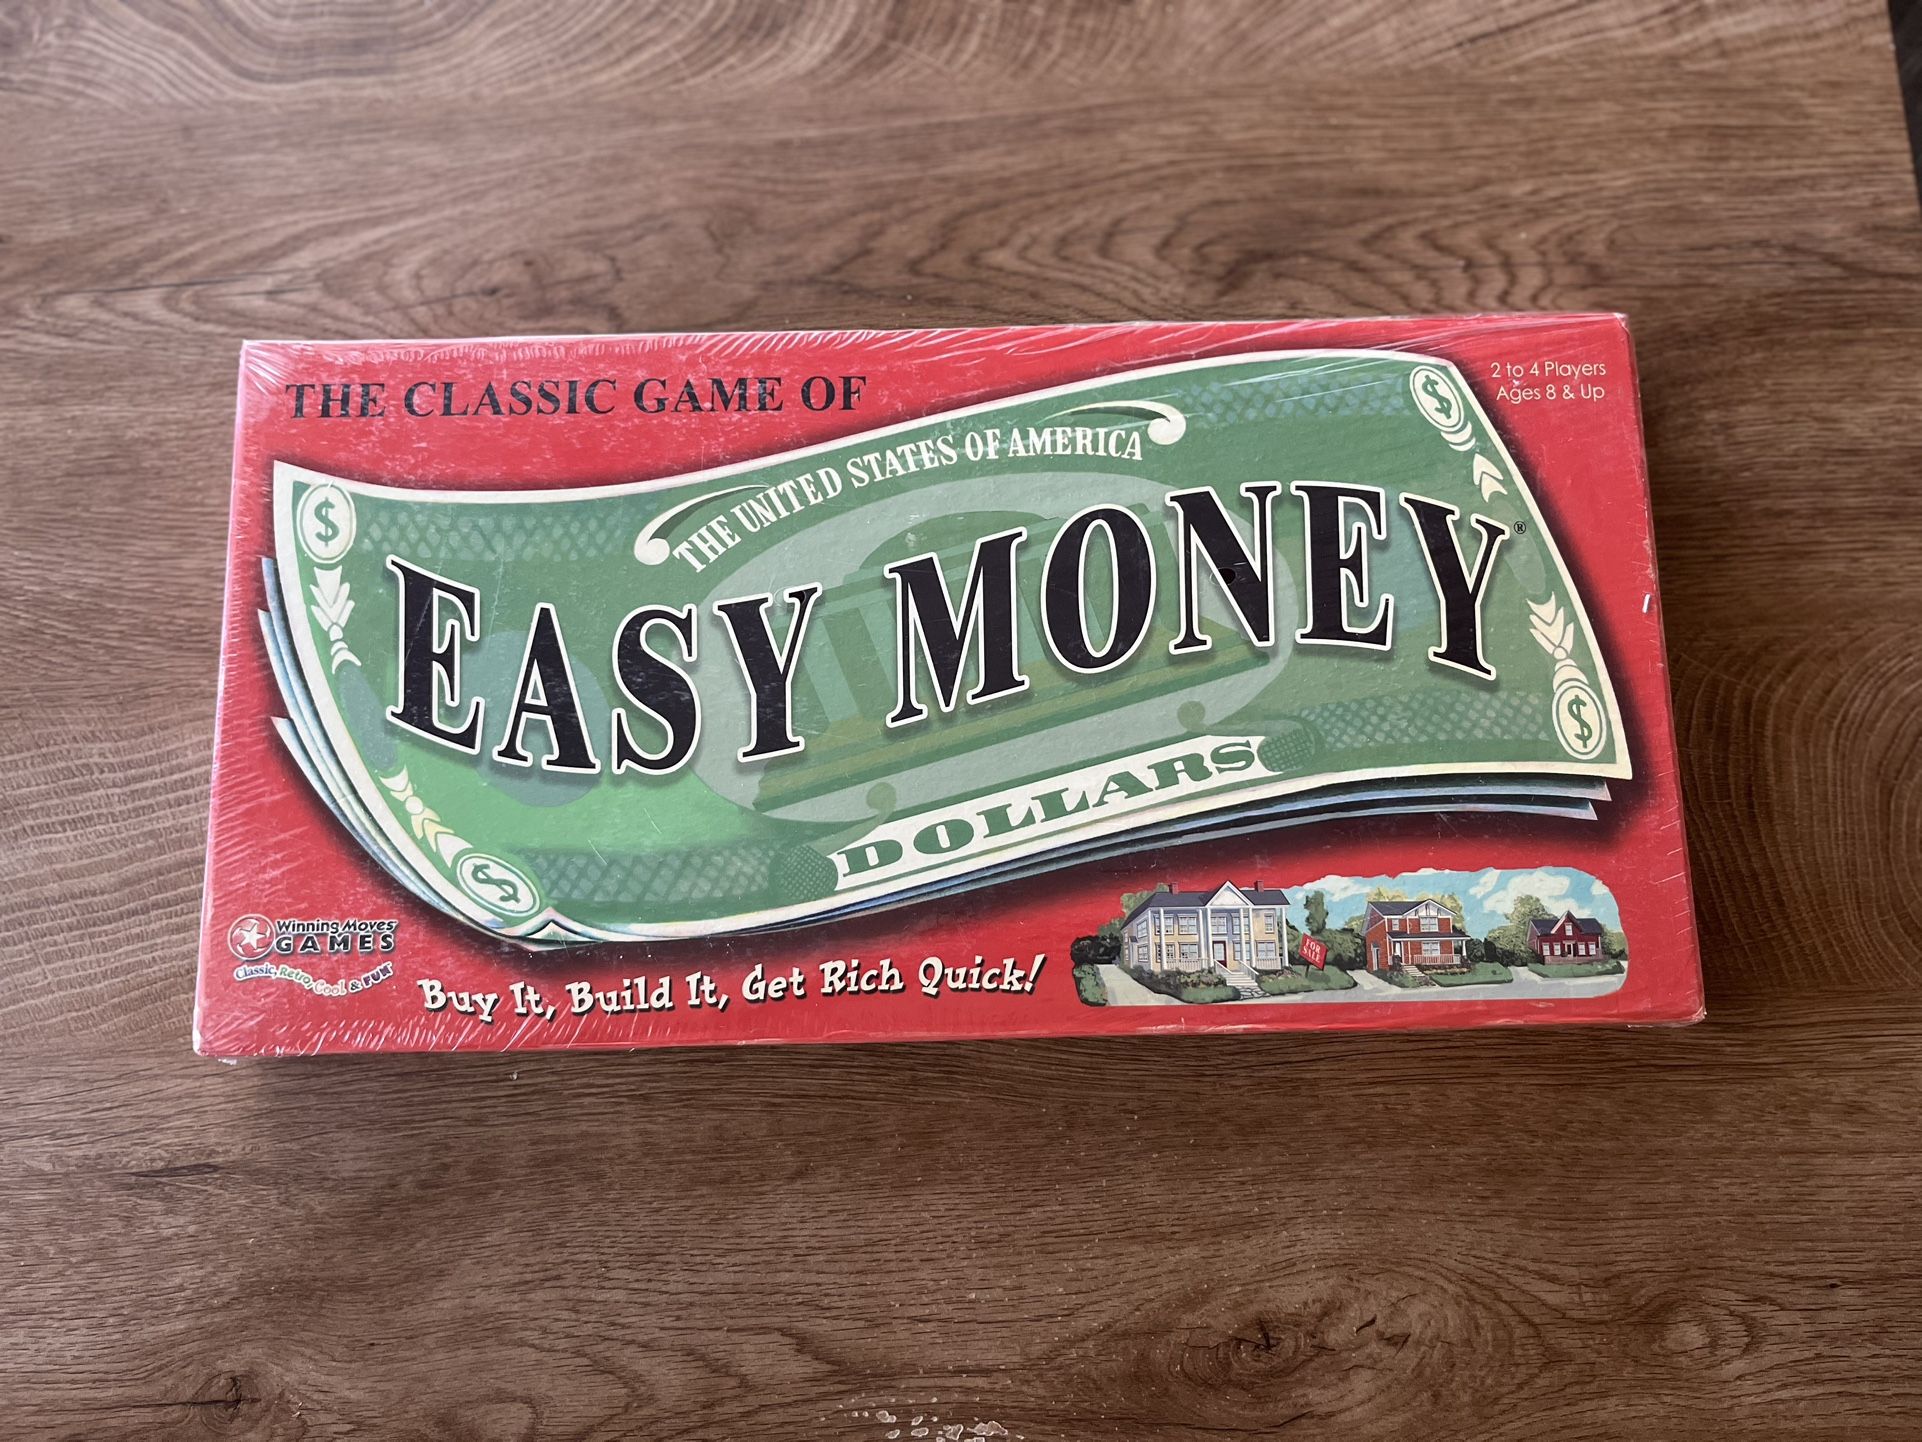 THE CLASSIC GAME OF
2 to 4 Players
Ages 8 & Up
THE UNITED STATES OF AMERICA
$
$
EASY MONEY®
$
$
DOLLARS
Winning Moves
GAMES
Classic, Retro, Cool & FUN™
Buy It, Build It, Get Rich Quick!
FOR
SALE